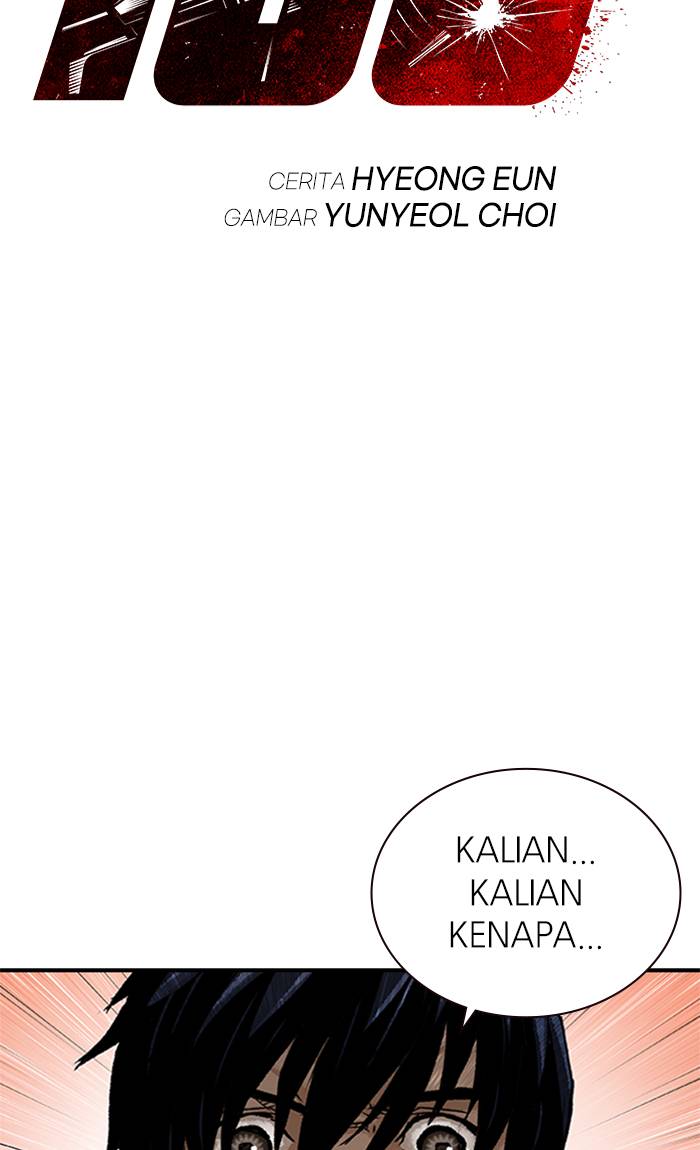 CERITA HYEONG EUN
GAMBAR YUNYEOL CHOI
KALIAN...
KALIAN
KENAPA...